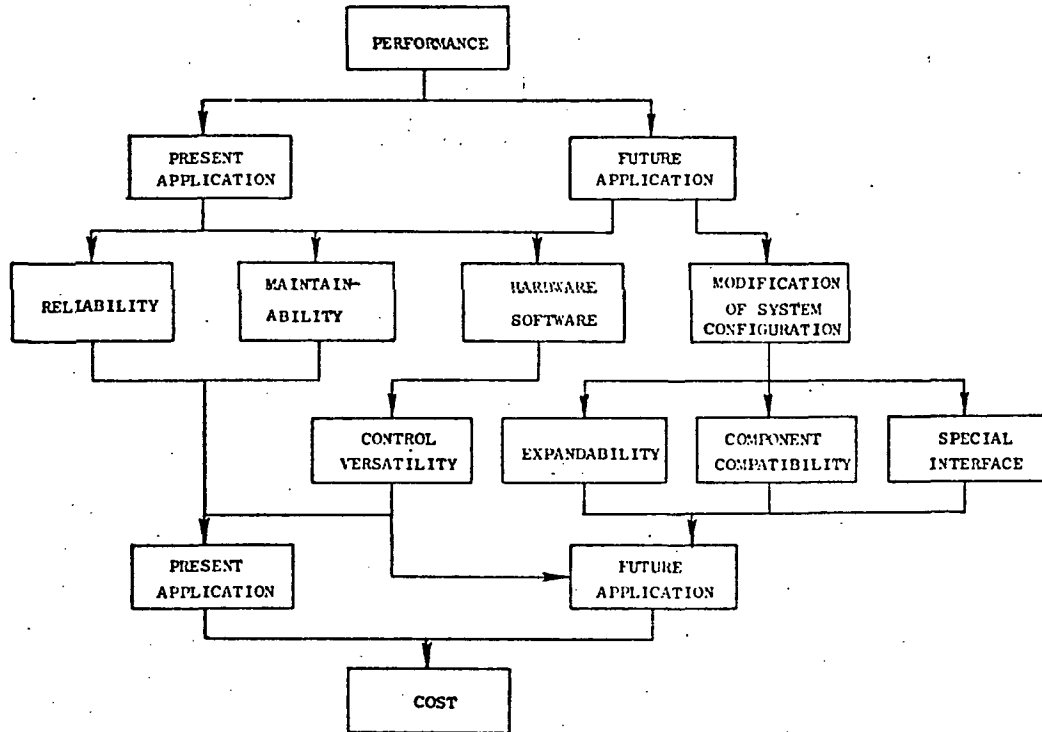 PERFORMANCE
PRESENT
APPLICATION
FUTURE
APPLICATION
RELIABILITY
MAINTAIN-
ABILITY
HARDWARE
SOFTWARE
MODIFICATION
OF SYSTEM
CONFIGURATION
CONTROL
VERSATILITY
EXPANDABILITY
COMPONENT
COMPATIBILITY
SPECIAL
INTERFACE
PRESENT
APPLICATION
FUTURE
APPLICATION
COST